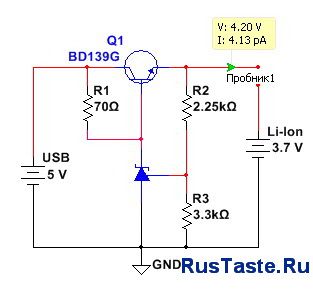 V: 4.20 V
I: 4.13 pA
Q1
BD139G
Пробник1
R1
70Ω
R2
2.25kΩ
Li-Ion
3.7 V
USB
5 V
R3
3.3kΩ
GND
RusTaste.Ru